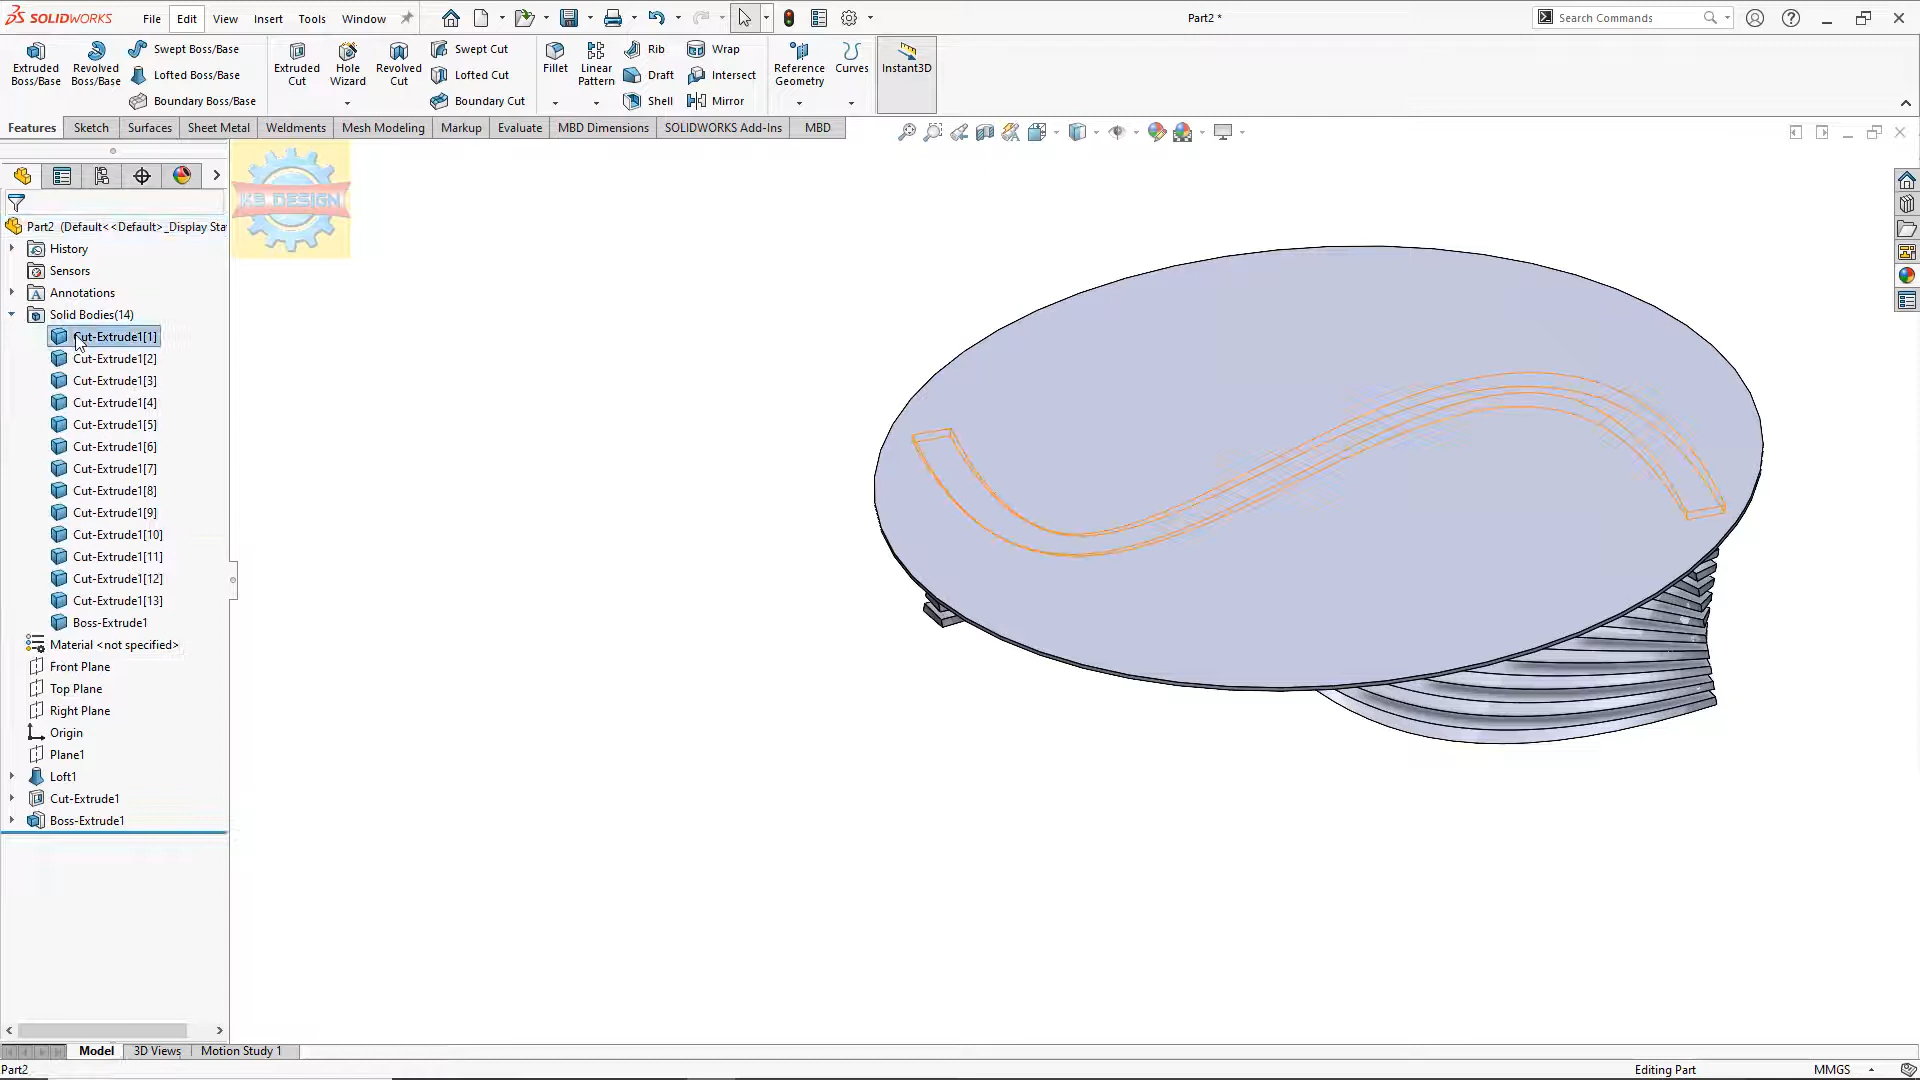 SOLIDWORKS File Edit View Insert Tools Window Part2 * Search Commands
Extruded Boss/Base
Revolved Boss/Base
Swept Boss/Base
Lofted Boss/Base
Boundary Boss/Base
Extruded Cut
Hole Wizard
Revolved Cut
Swept Cut
Lofted Cut
Boundary Cut
Fillet
Linear Pattern
Rib
Draft
Shell
Wrap
Intersect
Mirror
Reference Geometry
Curves
Instant3D
Features Sketch Surfaces Sheet Metal Weldments Mesh Modeling Markup Evaluate MBD Dimensions SOLIDWORKS Add-Ins MBD
KS DESIGN
Part2 (Default<<Default>_Display Sta
History
Sensors
Annotations
Solid Bodies(14)
Cut-Extrude1[1]
Cut-Extrude1[2]
Cut-Extrude1[3]
Cut-Extrude1[4]
Cut-Extrude1[5]
Cut-Extrude1[6]
Cut-Extrude1[7]
Cut-Extrude1[8]
Cut-Extrude1[9]
Cut-Extrude1[10]
Cut-Extrude1[11]
Cut-Extrude1[12]
Cut-Extrude1[13]
Boss-Extrude1
Material <not specified>
Front Plane
Top Plane
Right Plane
Origin
Plane1
Loft1
Cut-Extrude1
Boss-Extrude1
Model 3D Views Motion Study 1
Part2 Editing Part MMGS